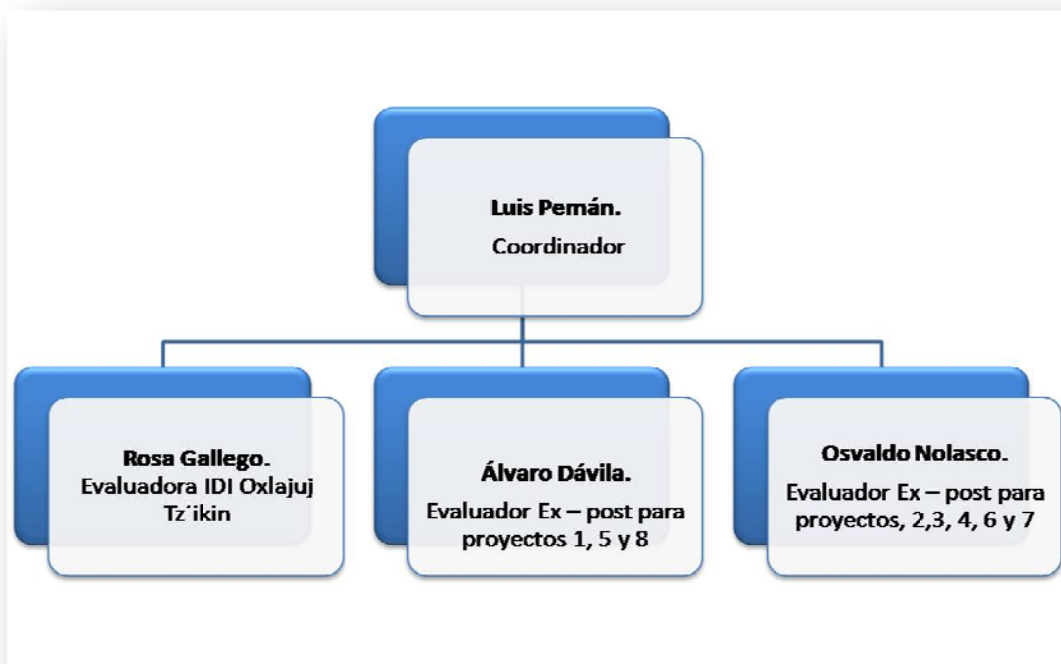 Luis Pernán.
Coordinador
Rosa Gallego.
Evaluadora IDI Oxlajuj
Tz´ikin
Álvaro Dávila.
Evaluador Ex – post para
proyectos 1, 5 y 8
Osvaldo Nolasco.
Evaluador Ex – post para
proyectos, 2,3, 4, 6 y 7